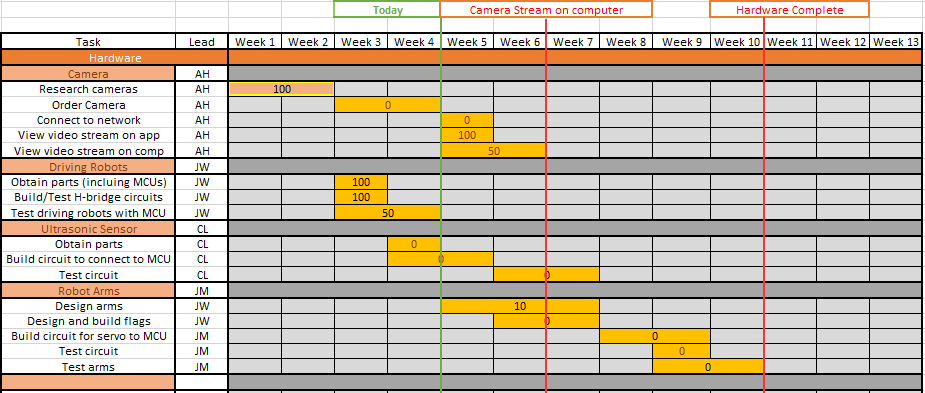 Today Camera Stream on computer Hardware Complete
Task Lead Week 1 Week 2 Week 3 Week 4 Week 5 Week 6 Week 7 Week 8 Week 9 Week 10 Week 11 Week 12 Week 13
Hardware
Camera AH
Research cameras AH 100
Order Camera AH 0
Connect to network AH 0
View video stream on app AH 100
View video stream on comp AH 50
Driving Robots JW
Obtain parts (incluing MCUs) JW 100
Build/Test H-bridge circuits JW 100
Test driving robots with MCU JW 50
Ultrasonic Sensor CL
Obtain parts CL 0
Build circuit to connect to MCU CL 0
Test circuit CL 0
Robot Arms JM
Design arms JW 10
Design and build flags JW 0
Build circuit for servo to MCU JM 0
Test circuit JM 0
Test arms JM 0